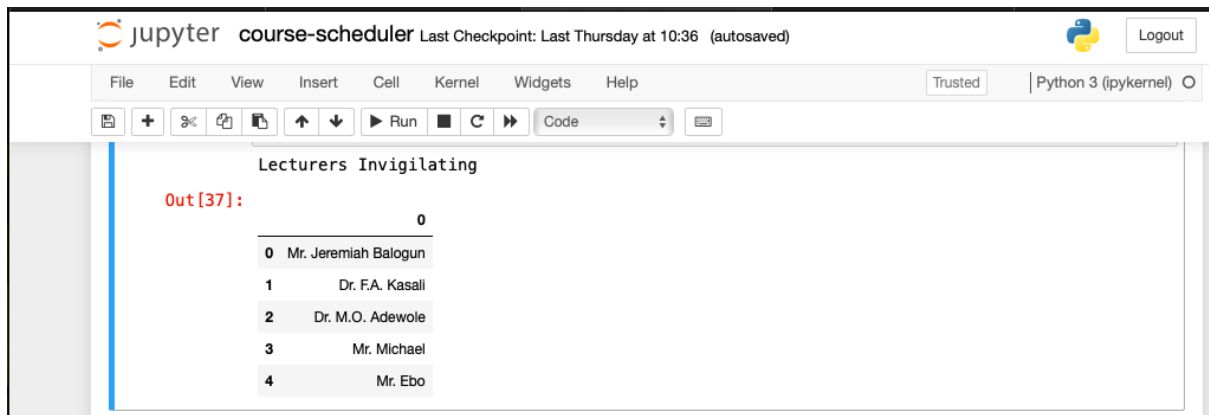 jupyter course-scheduler Last Checkpoint: Last Thursday at 10:36 (autosaved) Logout
File Edit View Insert Cell Kernel Widgets Help Trusted Python 3 (ipykernel)
Run Code
Lecturers Invigilating
Out[37]:
0
0 Mr. Jeremiah Balogun
1 Dr. F.A. Kasali
2 Dr. M.O. Adewole
3 Mr. Michael
4 Mr. Ebo